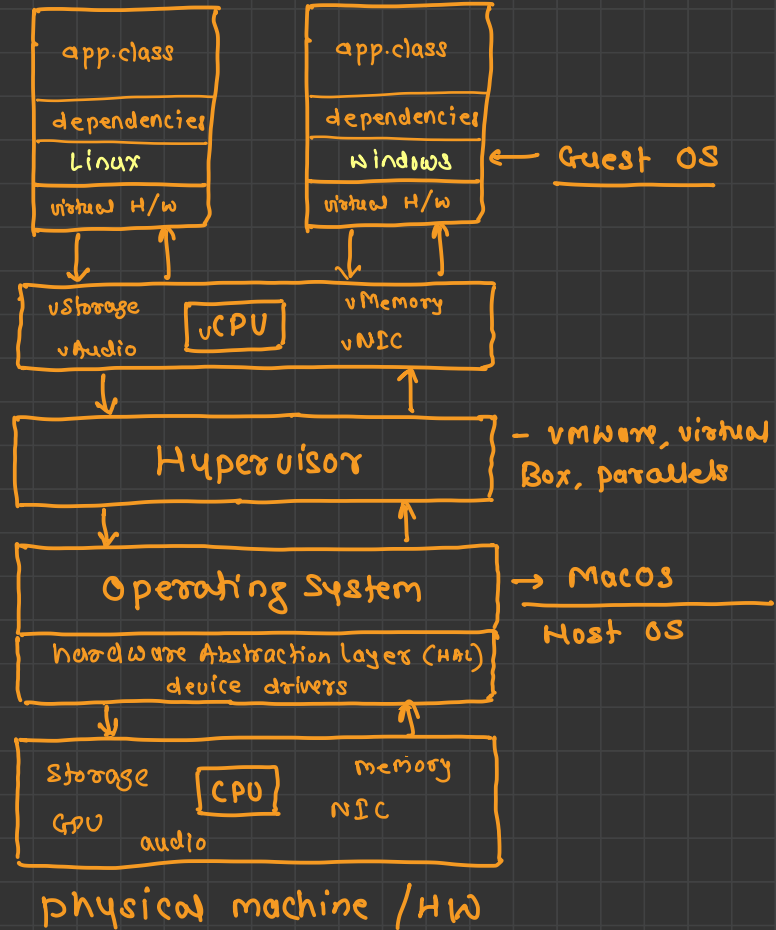 app.class
app.class
dependencies
dependencies
Linux
Windows
Guest OS
virtual H/W
virtual H/W
vStorage
vCPU
vMemory
vAudio
vNIC
Hypervisor
- VMWare, virtual
Box, parallels
Operating System
MacOS
Host OS
hardware Abstraction Layer (HAL)
device drivers
Storage
CPU
memory
GPU
NIC
audio
physical machine / HW